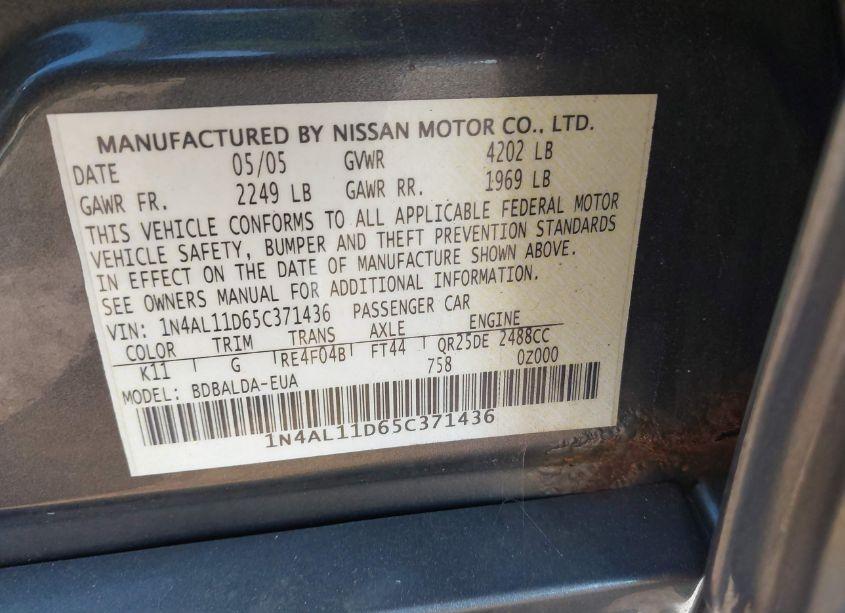 MANUFACTURED BY NISSAN MOTOR CO., LTD.
DATE 05/05 GVWR 4202 LB
GAWR FR. 2249 LB GAWR RR. 1969 LB
THIS VEHICLE CONFORMS TO ALL APPLICABLE FEDERAL MOTOR
VEHICLE SAFETY, BUMPER AND THEFT PREVENTION STANDARDS
IN EFFECT ON THE DATE OF MANUFACTURE SHOWN ABOVE.
SEE OWNERS MANUAL FOR ADDITIONAL INFORMATION.
VIN: 1N4AL11D65C371436 PASSENGER CAR
COLOR TRIM TRANS AXLE ENGINE
K11 G RE4F04B FT44 QR25DE 2488CC
MODEL: BDBALDA-EUA 758 0Z000
1N4AL11D65C371436